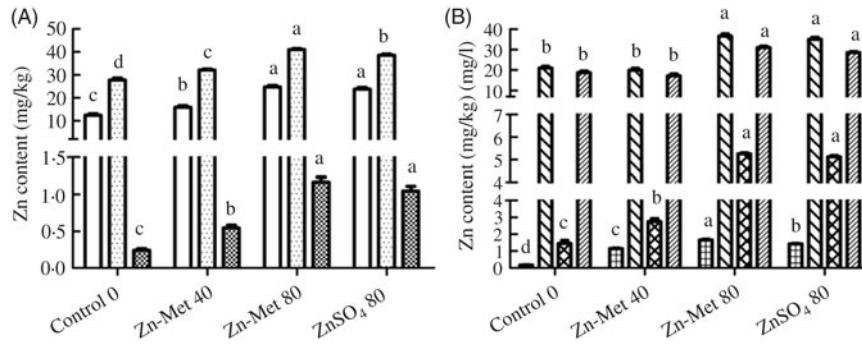 (A)
Zn content (mg/kg)
50
40
30
20
10
1·5
1·0
0·5
0·0
c d b c a a a b
c b a a
Control 0
Zn-Met 40
Zn-Met 80
ZnSO4 80
(B)
Zn content (mg/kg) (mg/l)
40
30
20
10
7
6
5
4
4
3
2
1
0
b b b b a a a a
a a
d c c b a b
Control 0
Zn-Met 40
Zn-Met 80
ZnSO4 80